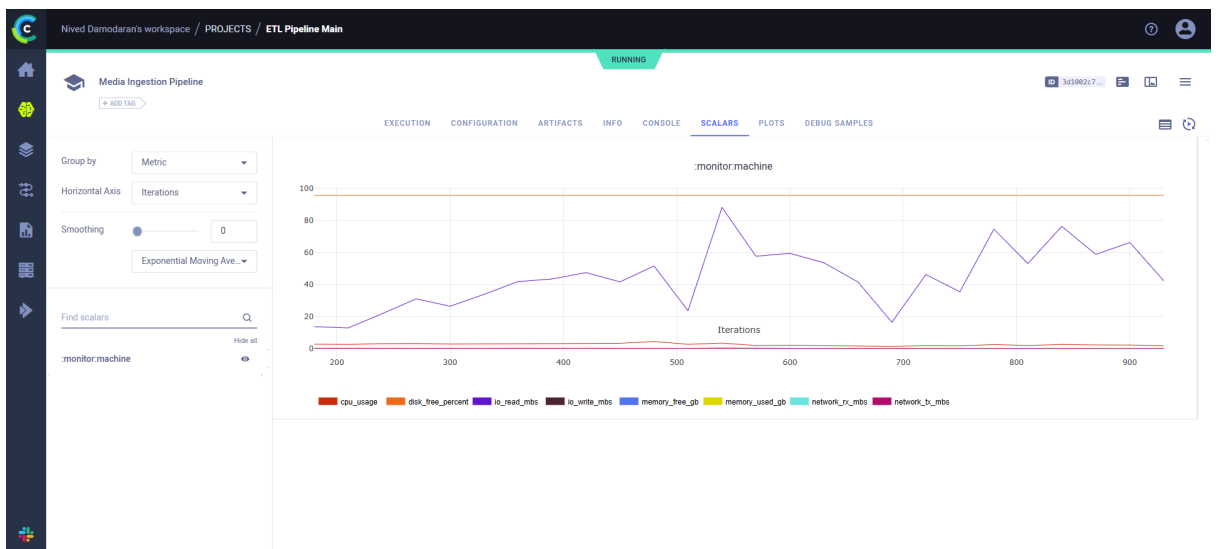 Nived Damodaran's workspace / PROJECTS / ETL Pipeline Main
RUNNING
Media Ingestion Pipeline
+ ADD TAG
ID 3d1002c7...
EXECUTION CONFIGURATION ARTIFACTS INFO CONSOLE SCALARS PLOTS DEBUG SAMPLES
Group by Metric
Horizontal Axis Iterations
Smoothing 0
Exponential Moving Ave...
Find scalars
Hide all
:monitor:machine
:monitor:machine
100
80
60
40
20
0
Iterations
200 300 400 500 600 700 800 900
cpu_usage disk_free_percent io_read_mbs io_write_mbs memory_free_gb memory_used_gb network_rx_mbs network_tx_mbs